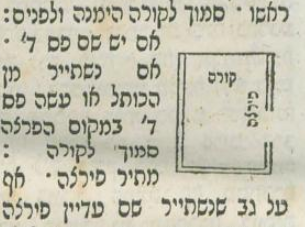 ראשו · סמוך לקורה הימנה ולפנים:
אם יש שם פס ד' ·
אם נשתייר מן
הכותל או עשה פס
ד' במקום הפרצה
סמוך לקורה :
מתיר פירצה · אף
על גב שנשתייר שם עדיין פירצה
קורה
פירצה